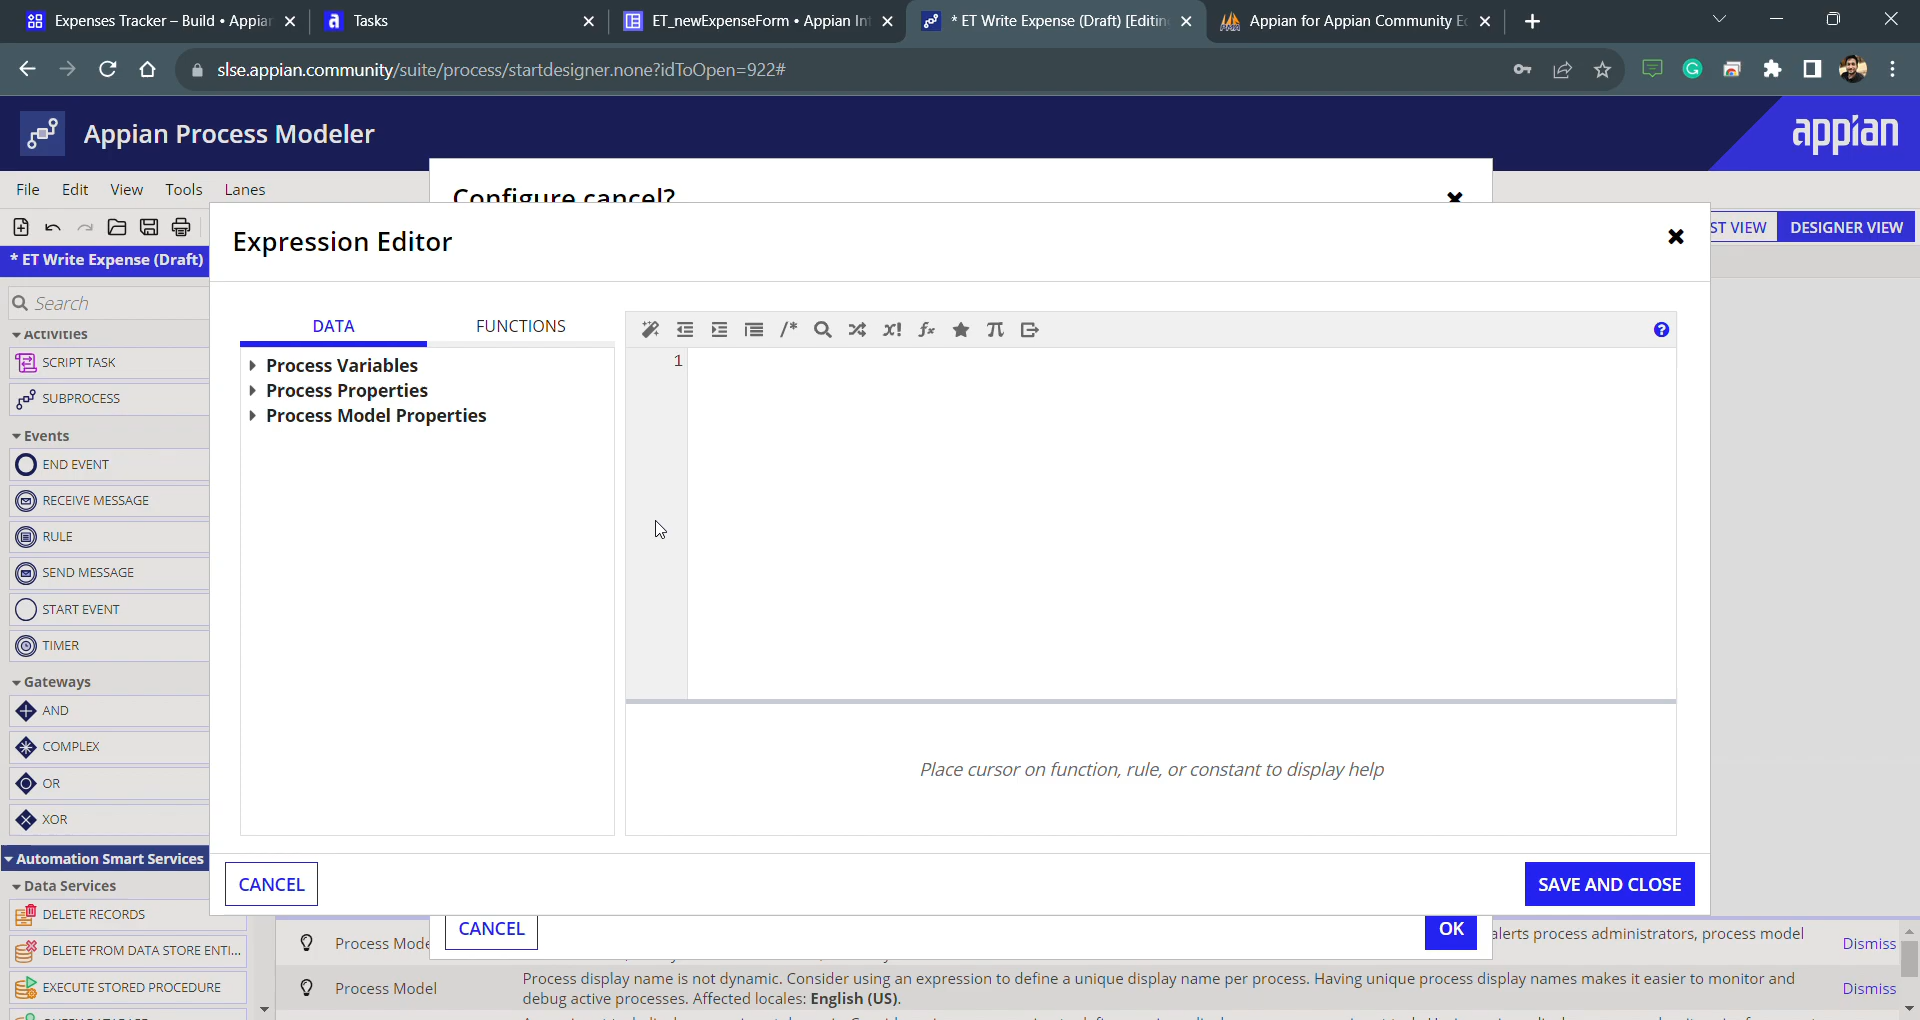 Expenses Tracker – Build • Appian
Tasks
ET_newExpenseForm • Appian In
* ET Write Expense (Draft) [Editin
Appian for Appian Community Ed
slse.appian.community/suite/process/startdesigner.none?idToOpen=922#
Appian Process Modeler
appian
File Edit View Tools Lanes
Configure cancel?
ST VIEW
DESIGNER VIEW
Expression Editor
* ET Write Expense (Draft)
Search
DATA
FUNCTIONS
Activities
SCRIPT TASK
SUBPROCESS
Events
END EVENT
RECEIVE MESSAGE
RULE
SEND MESSAGE
START EVENT
TIMER
Gateways
AND
COMPLEX
OR
XOR
Automation Smart Services
Data Services
DELETE RECORDS
DELETE FROM DATA STORE ENTI...
EXECUTE STORED PROCEDURE
Process Variables
Process Properties
Process Model Properties
1
Place cursor on function, rule, or constant to display help
CANCEL
SAVE AND CLOSE
CANCEL
OK
Process Mode
alerts process administrators, process model
Dismiss
Process Model
Process display name is not dynamic. Consider using an expression to define a unique display name per process. Having unique process display names makes it easier to monitor and
debug active processes. Affected locales: English (US).
Dismiss